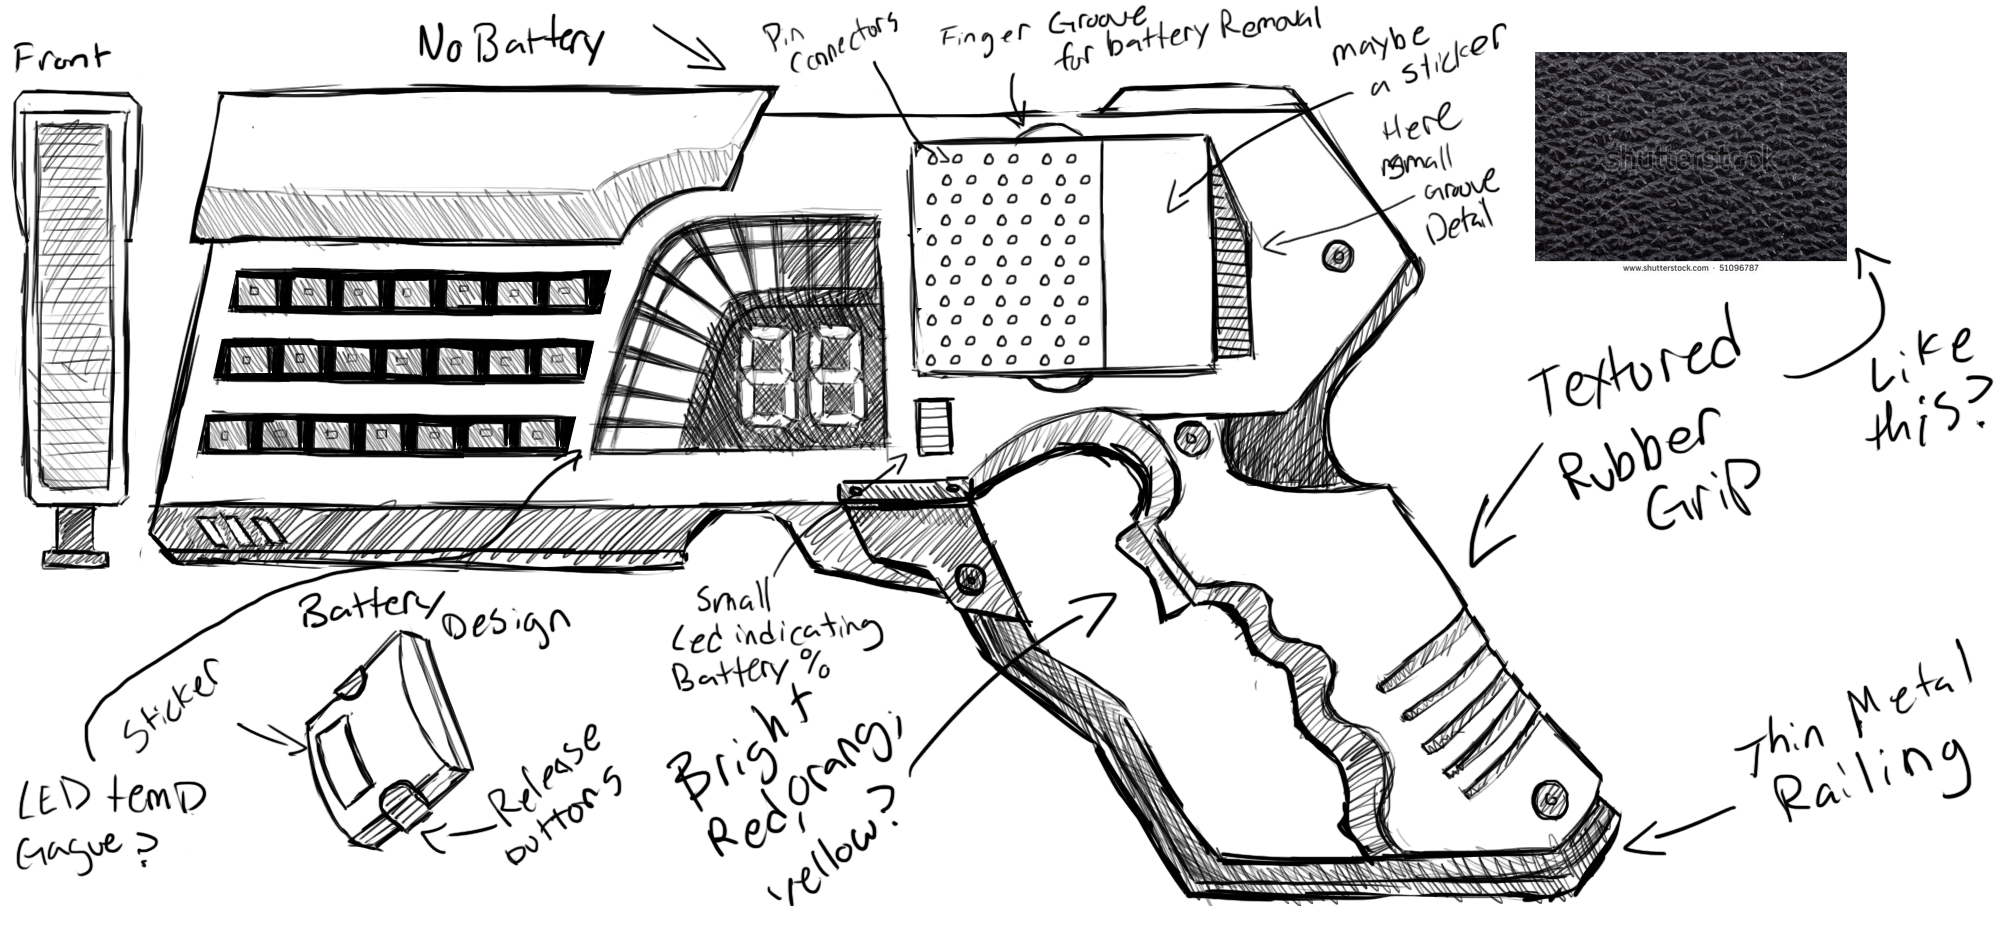 Front
No Battery
Pin
Connectors
Finger Groove
for battery Removal
maybe
a sticker
Here
small
Groove
Detail
shutterstock
www.shutterstock.com · 51096787
Like
this?
Textured
Rubber
Grip
88
Battery Design
Sticker
Release
buttons
LED temp
Gague?
Small
Led indicating
Battery %
Bright
Red, orang,
yellow?
Thin Metal
Railing